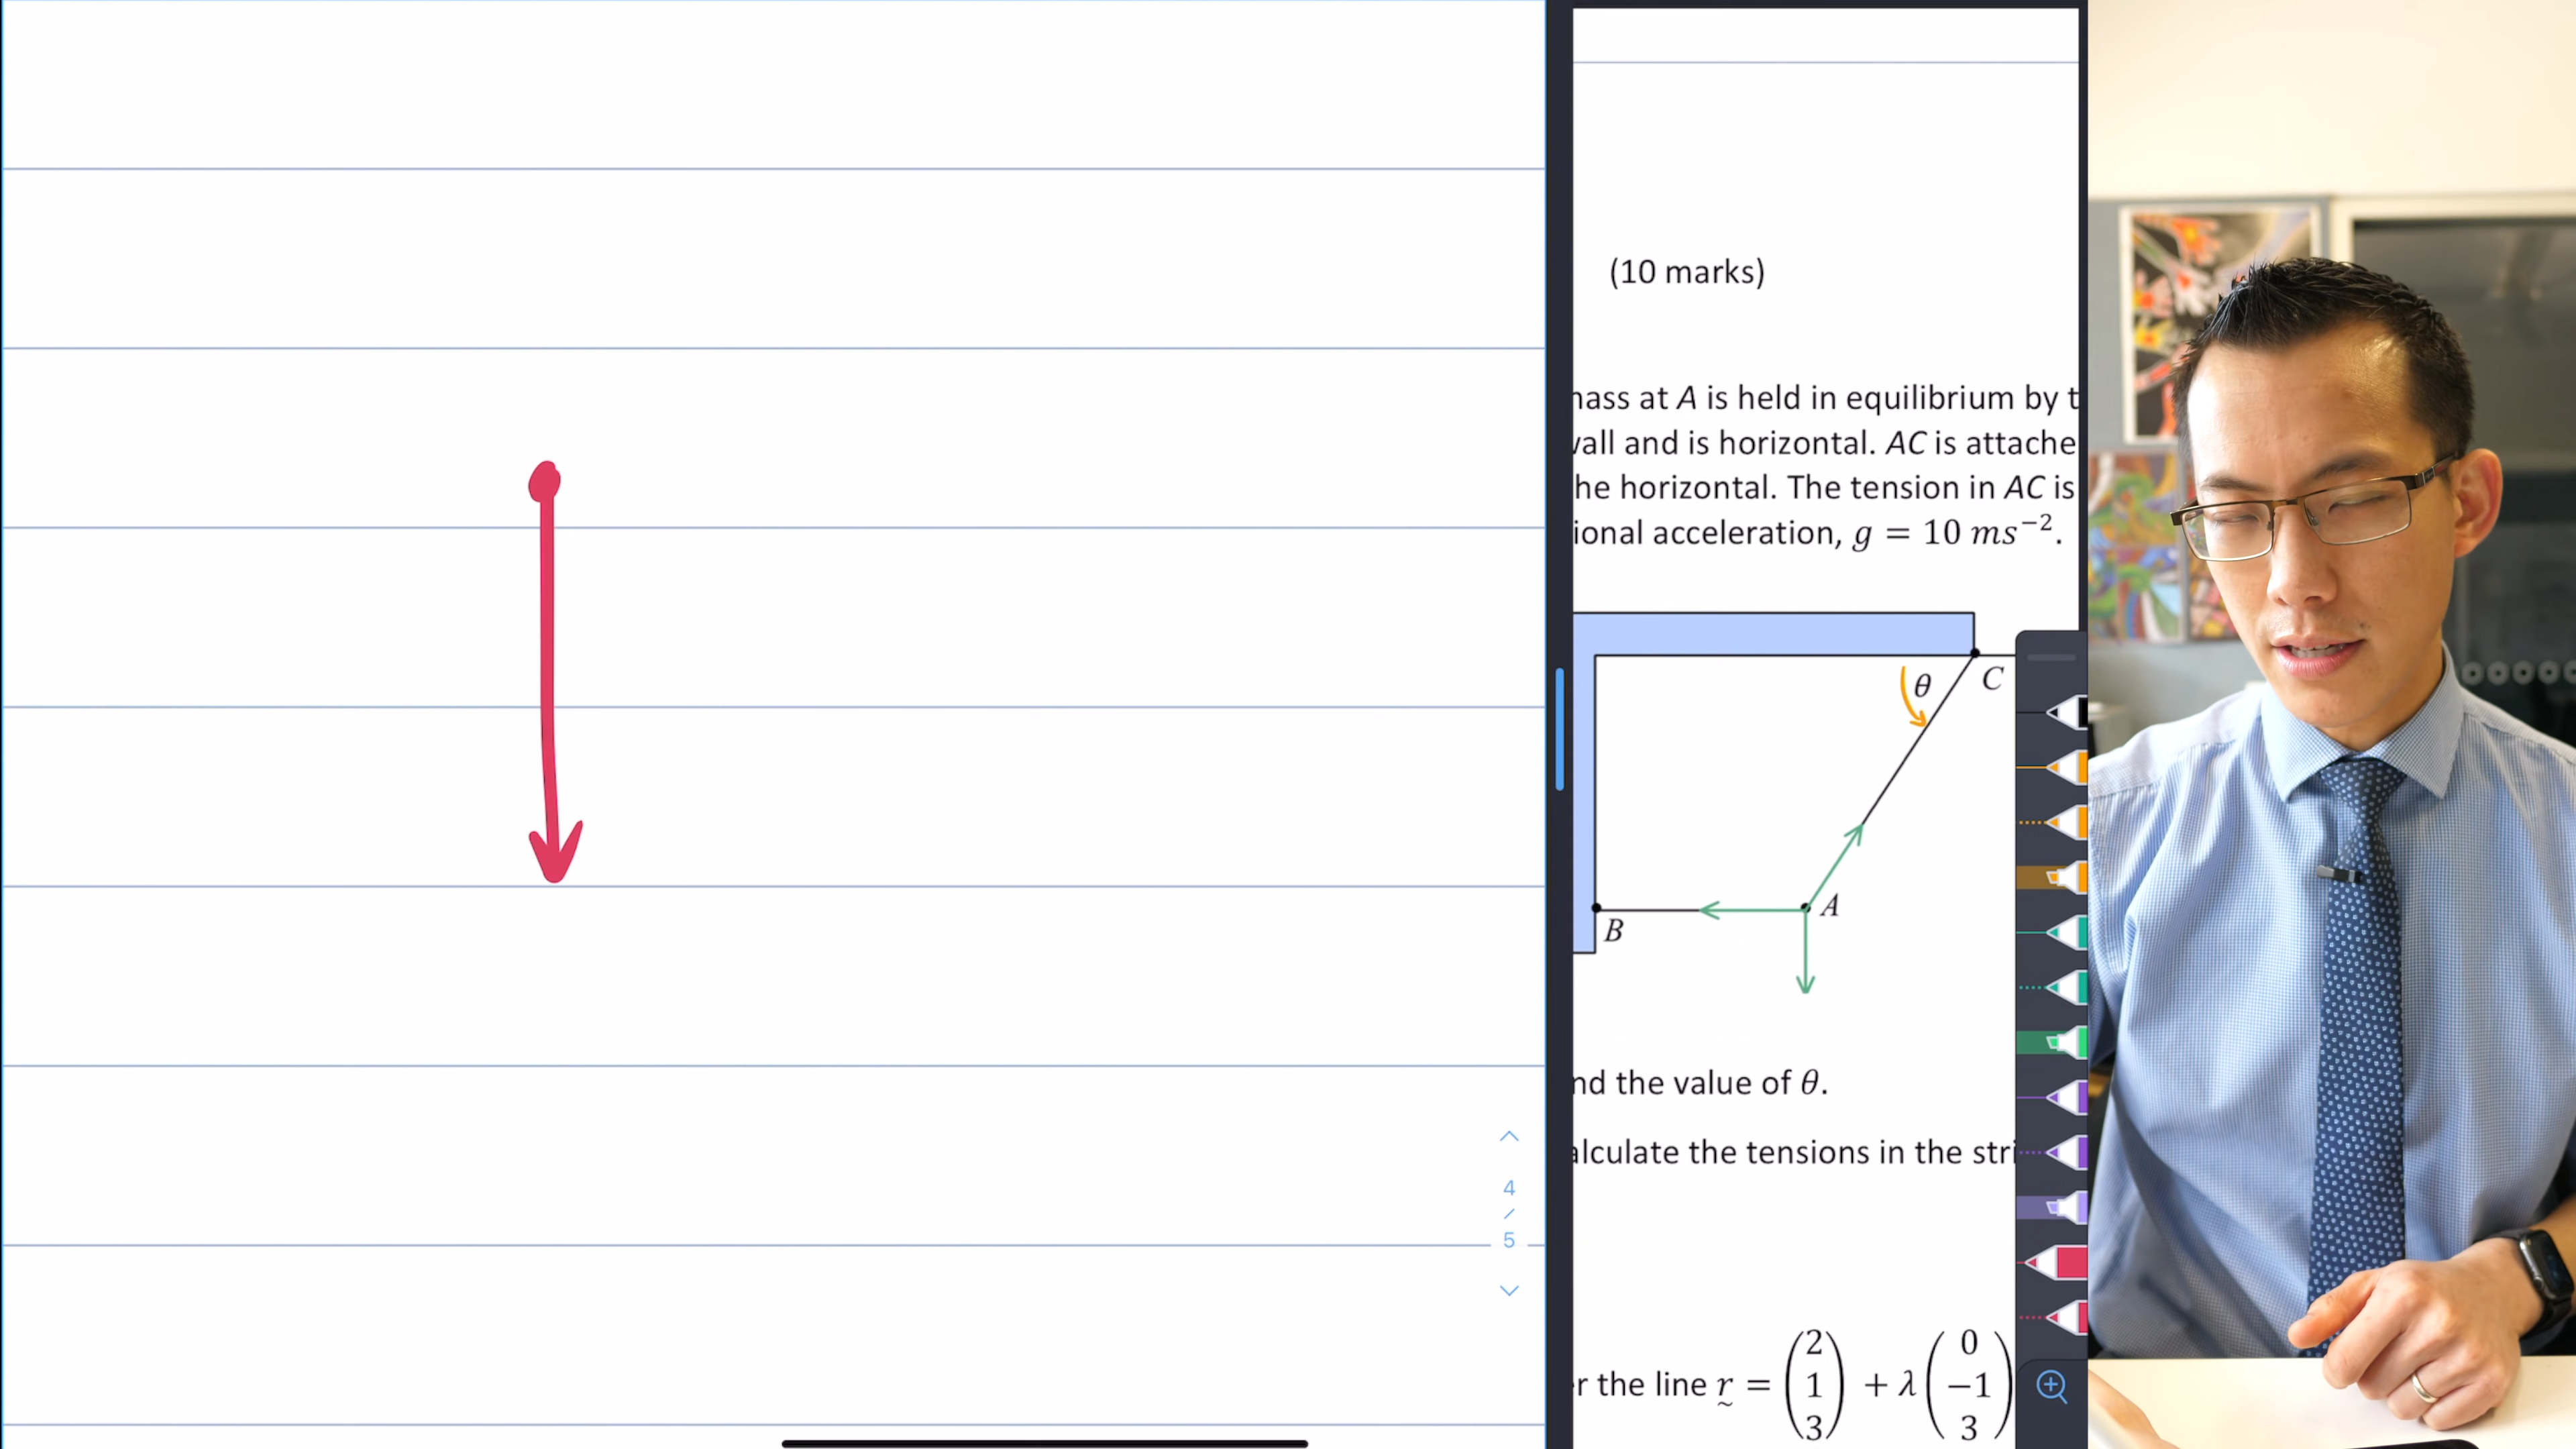 (10 marks)
mass at A is held in equilibrium by t
wall and is horizontal. AC is attache
he horizontal. The tension in AC is
ional acceleration, g = 10 ms⁻².
θ
C
A
B
nd the value of θ.
alculate the tensions in the stri
4
/
5
r the line r̰ = (2 1 3) + λ (0 −1 3)